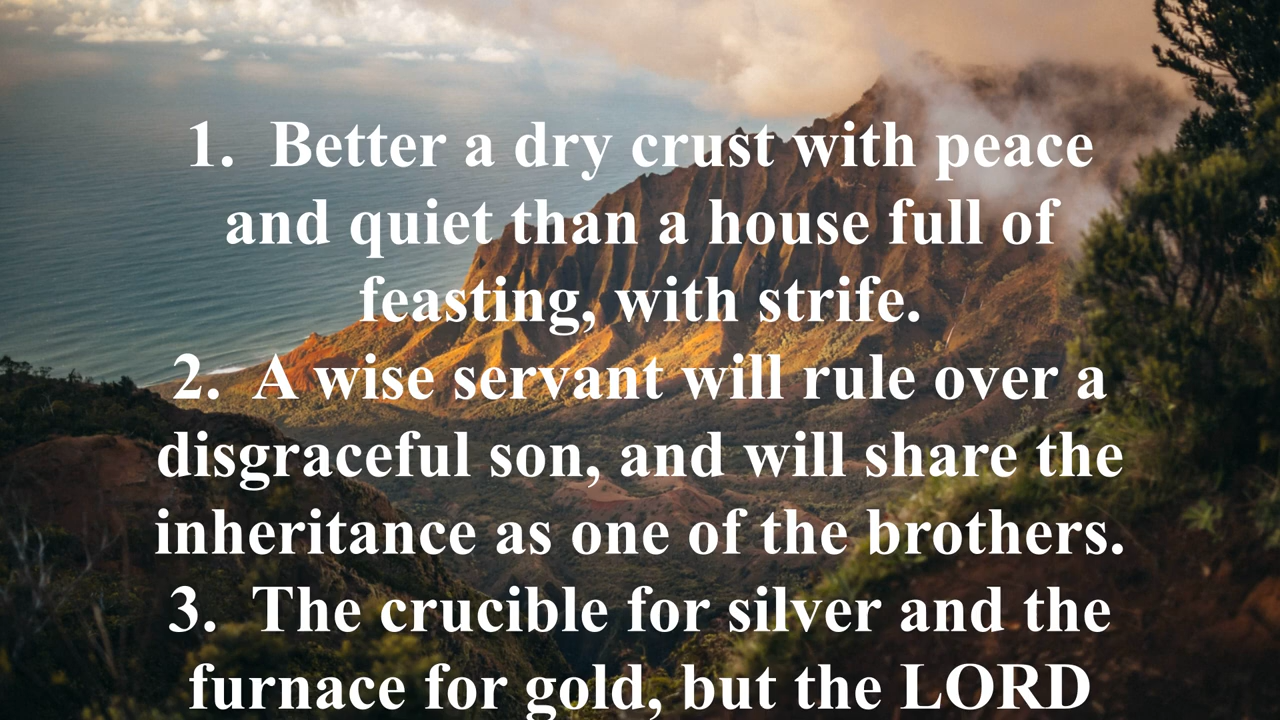 1. Better a dry crust with peace
and quiet than a house full of
feasting, with strife.
2. A wise servant will rule over a
disgraceful son, and will share the
inheritance as one of the brothers.
3. The crucible for silver and the
furnace for gold, but the LORD